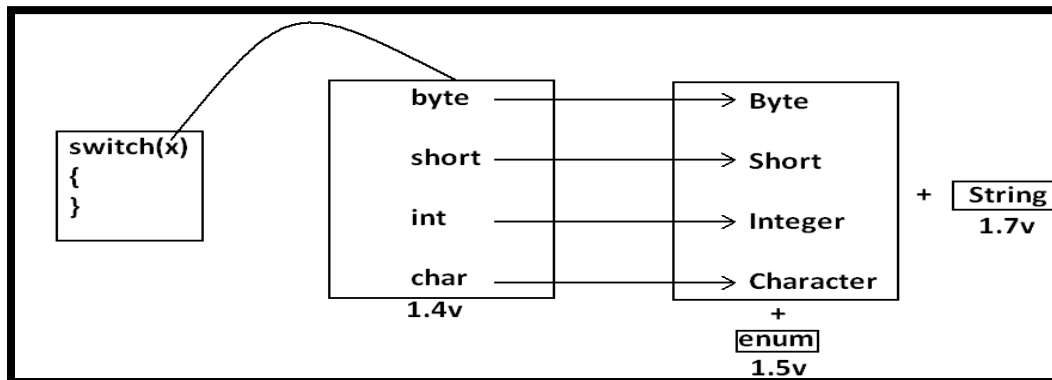 switch(x)
{
}
byte
short
int
char
1.4v
Byte
Short
Integer
Character
+
enum
1.5v
+
String
1.7v